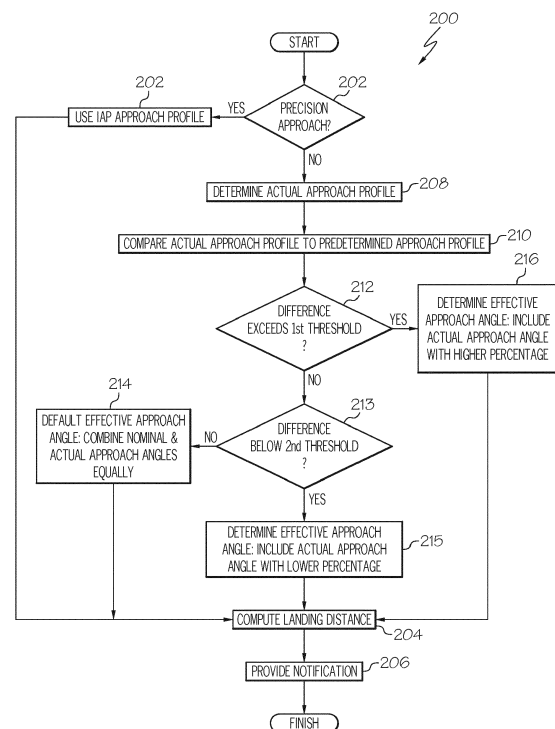 200
START
202
USE IAP APPROACH PROFILE
YES
202
PRECISION
APPROACH?
NO
DETERMINE ACTUAL APPROACH PROFILE
208
COMPARE ACTUAL APPROACH PROFILE TO PREDETERMINED APPROACH PROFILE
210
212
DIFFERENCE
EXCEEDS 1st THRESHOLD
?
YES
216
DETERMINE EFFECTIVE
APPROACH ANGLE: INCLUDE
ACTUAL APPROACH ANGLE
WITH HIGHER PERCENTAGE
NO
214
DEFAULT EFFECTIVE APPROACH
ANGLE: COMBINE NOMINAL &
ACTUAL APPROACH ANGLES
EQUALLY
NO
213
DIFFERENCE
BELOW 2nd THRESHOLD
?
YES
DETERMINE EFFECTIVE APPROACH
ANGLE: INCLUDE ACTUAL APPROACH
ANGLE WITH LOWER PERCENTAGE
215
COMPUTE LANDING DISTANCE
204
PROVIDE NOTIFICATION
206
FINISH